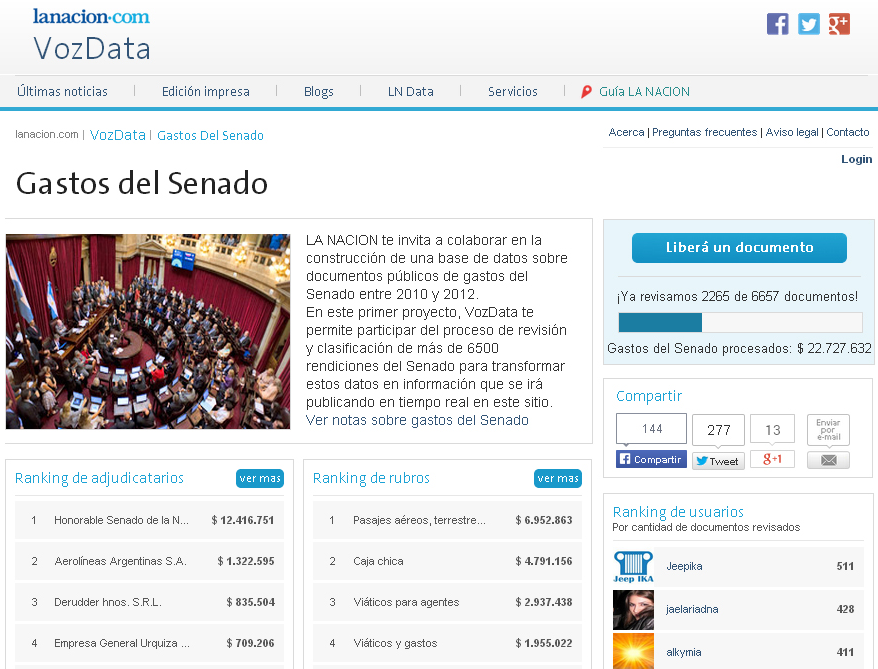 lanacion.com
VozData
Últimas noticias
Edición impresa
Blogs
LN Data
Servicios
Guía LA NACION
lanacion.com | VozData | Gastos Del Senado
Acerca | Preguntas frecuentes | Aviso legal | Contacto
Login
Gastos del Senado
LA NACION te invita a colaborar en la
construcción de una base de datos sobre
documentos públicos de gastos del
Senado entre 2010 y 2012.
En este primer proyecto, VozData te
permite participar del proceso de revisión
y clasificación de más de 6500
rendiciones del Senado para transformar
estos datos en información que se irá
publicando en tiempo real en este sitio.
Ver notas sobre gastos del Senado
Liberá un documento
¡Ya revisamos 2265 de 6657 documentos!
Gastos del Senado procesados: $ 22.727.632
Compartir
144
277
13
Enviar
por
e-mail
Compartir
Tweet
g+1
Ranking de adjudicatarios
ver mas
1 Honorable Senado de la N... $ 12.416.751
2 Aerolíneas Argentinas S.A. $ 1.322.595
3 Derudder hnos. S.R.L. $ 835.504
4 Empresa General Urquiza ... $ 709.206
Ranking de rubros
ver mas
1 Pasajes aéreos, terrestre... $ 6.952.863
2 Caja chica $ 4.791.156
3 Viáticos para agentes $ 2.937.438
4 Viáticos y gastos $ 1.955.022
Ranking de usuarios
Por cantidad de documentos revisados
Jeep IKA
Jeepika 511
jaelariadna 428
alkymia 411